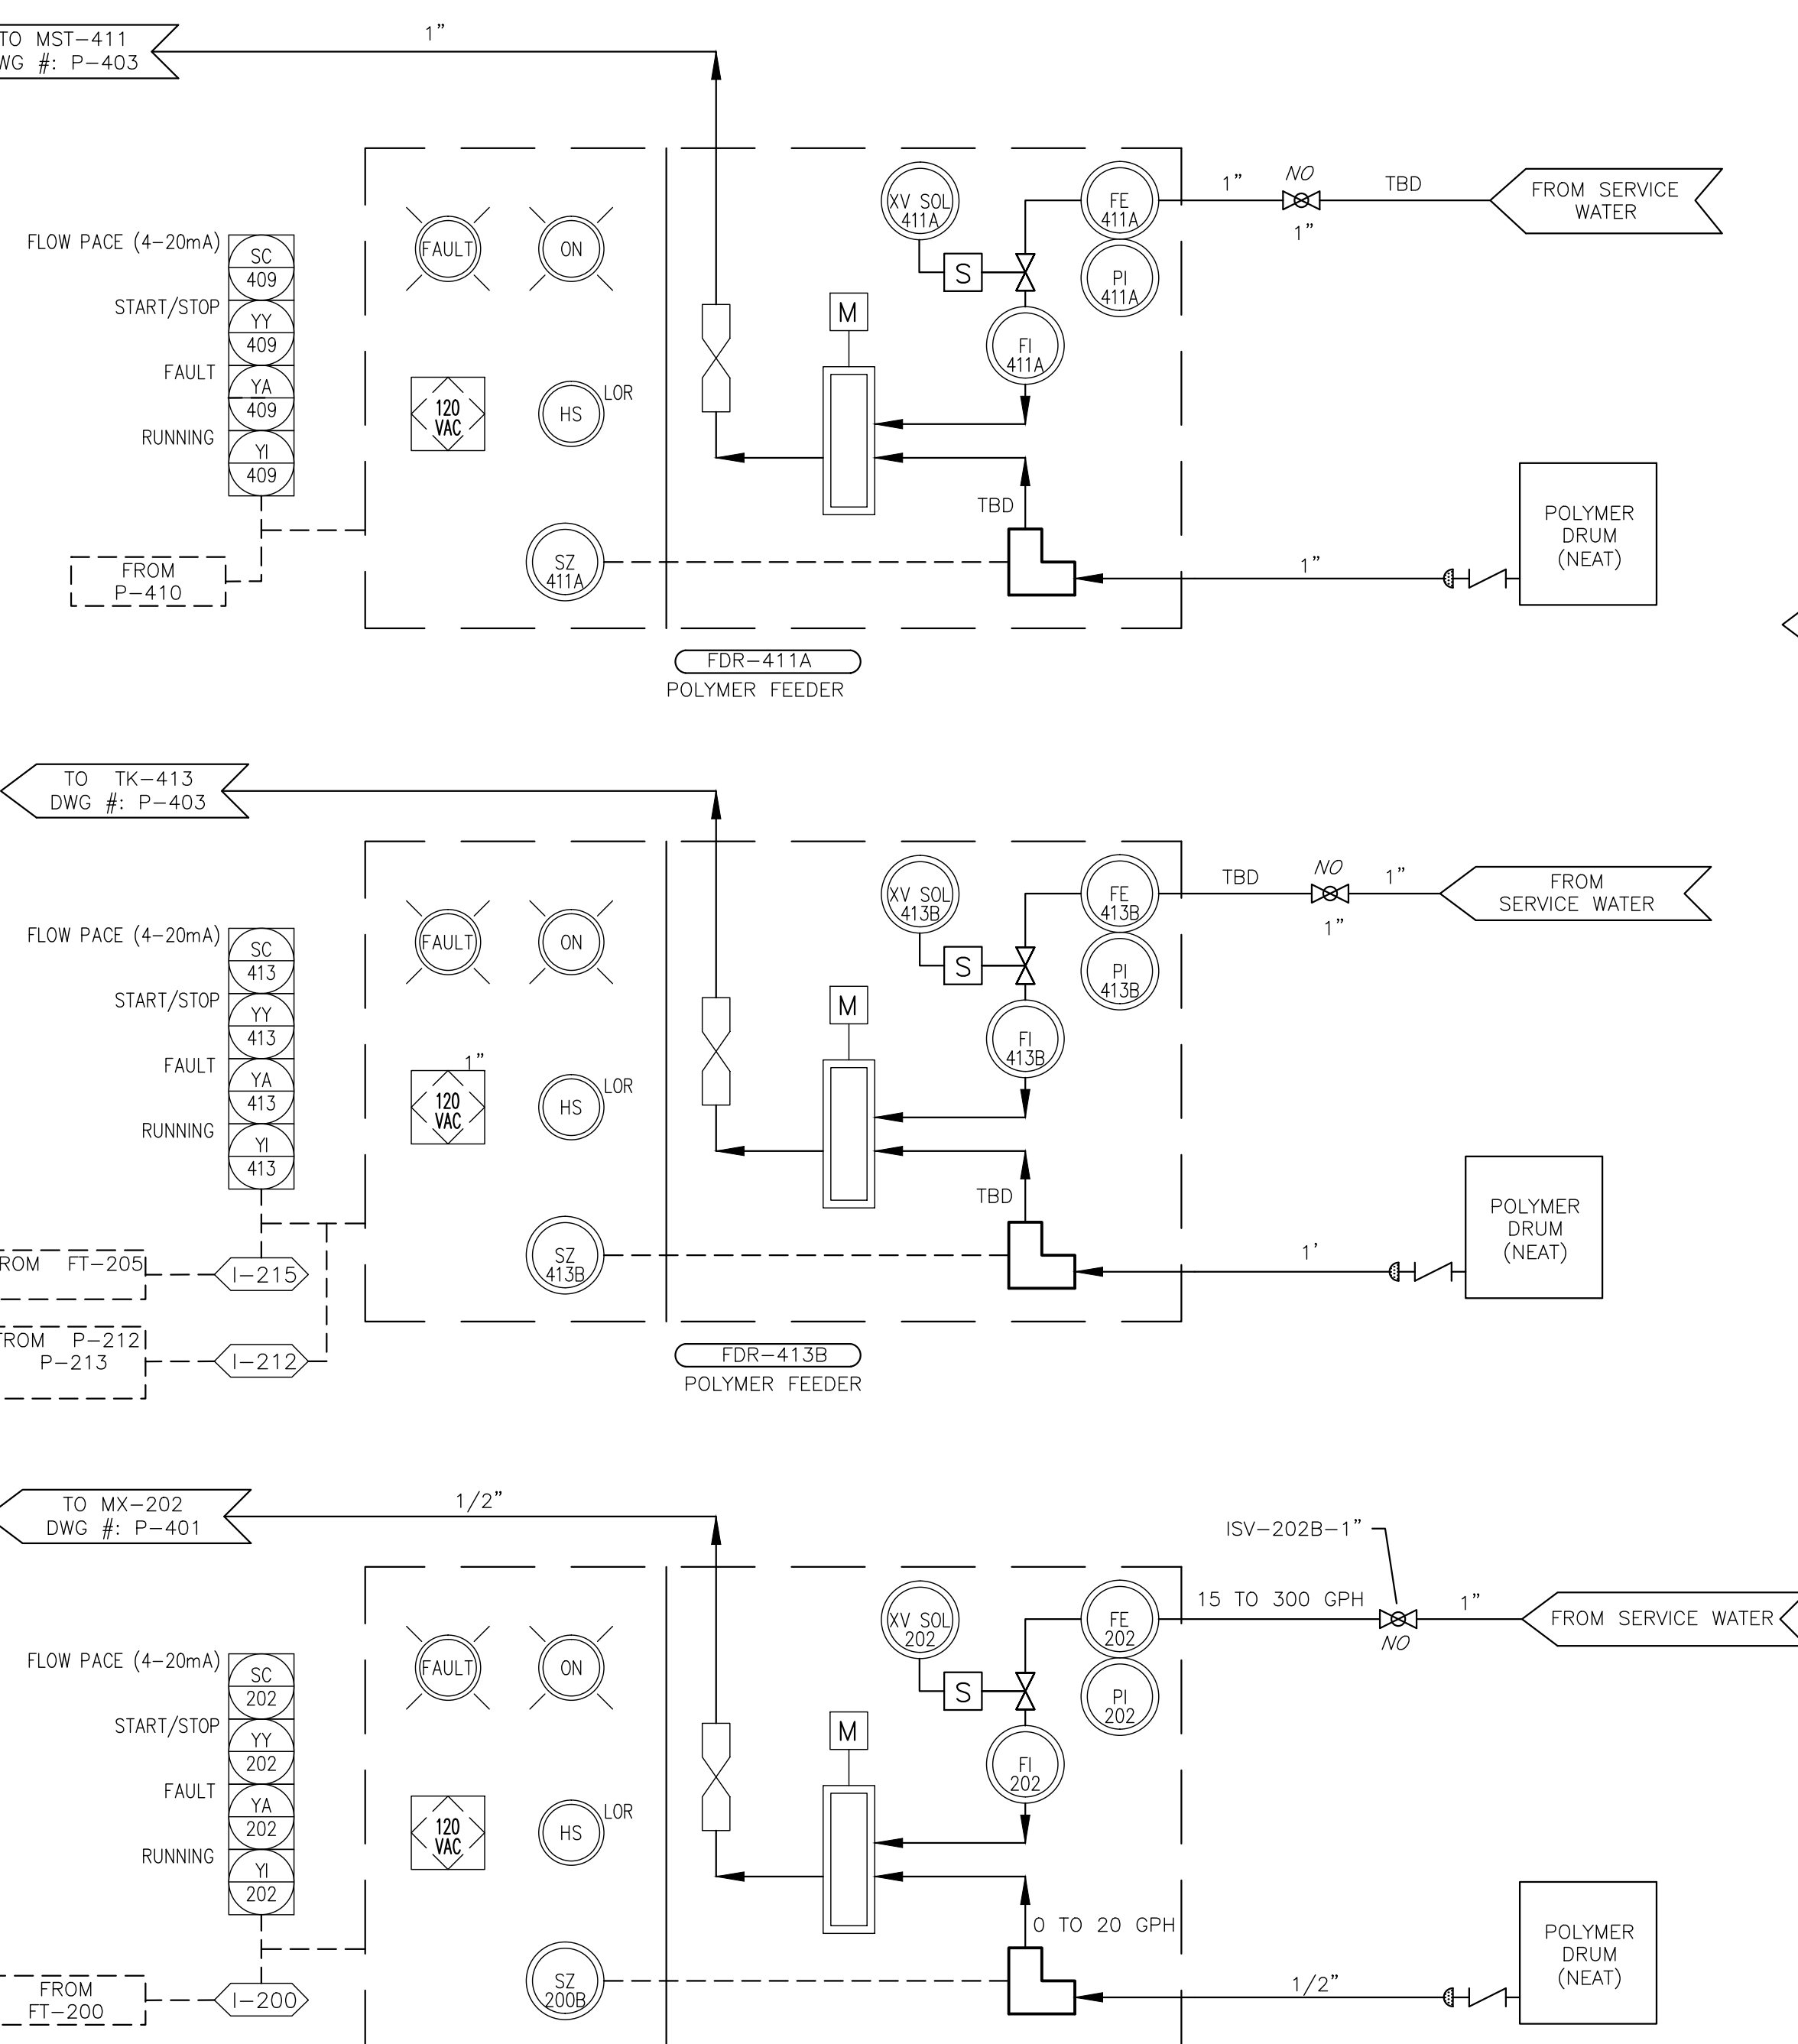 TO MST-411
WG #: P-403
1"
FLOW PACE (4-20mA)
SC
409
START/STOP
YY
409
FAULT
YA
409
RUNNING
YI
409
FROM
P-410
FAULT
ON
120
VAC
HS
LOR
SZ
411A
M
XV SOL
411A
S
FE
411A
PI
411A
FI
411A
TBD
1"
NO
1"
TBD
FROM SERVICE
WATER
1"
POLYMER
DRUM
(NEAT)
FDR-411A
POLYMER FEEDER
TO TK-413
DWG #: P-403
FLOW PACE (4-20mA)
SC
413
START/STOP
YY
413
FAULT
YA
413
RUNNING
YI
413
ROM FT-205
I-215
FROM P-212
P-213
I-212
FAULT
ON
1"
120
VAC
HS
LOR
SZ
413B
M
XV SOL
413B
S
FE
413B
PI
413B
FI
413B
TBD
TBD
NO
1"
1"
FROM
SERVICE WATER
1'
POLYMER
DRUM
(NEAT)
FDR-413B
POLYMER FEEDER
TO MX-202
DWG #: P-401
1/2"
FLOW PACE (4-20mA)
SC
202
START/STOP
YY
202
FAULT
YA
202
RUNNING
YI
202
FROM
FT-200
I-200
FAULT
ON
120
VAC
HS
LOR
SZ
200B
M
XV SOL
202
S
FE
202
PI
202
FI
202
0 TO 20 GPH
ISV-202B-1"
15 TO 300 GPH
NO
1"
FROM SERVICE WATER
1/2"
POLYMER
DRUM
(NEAT)